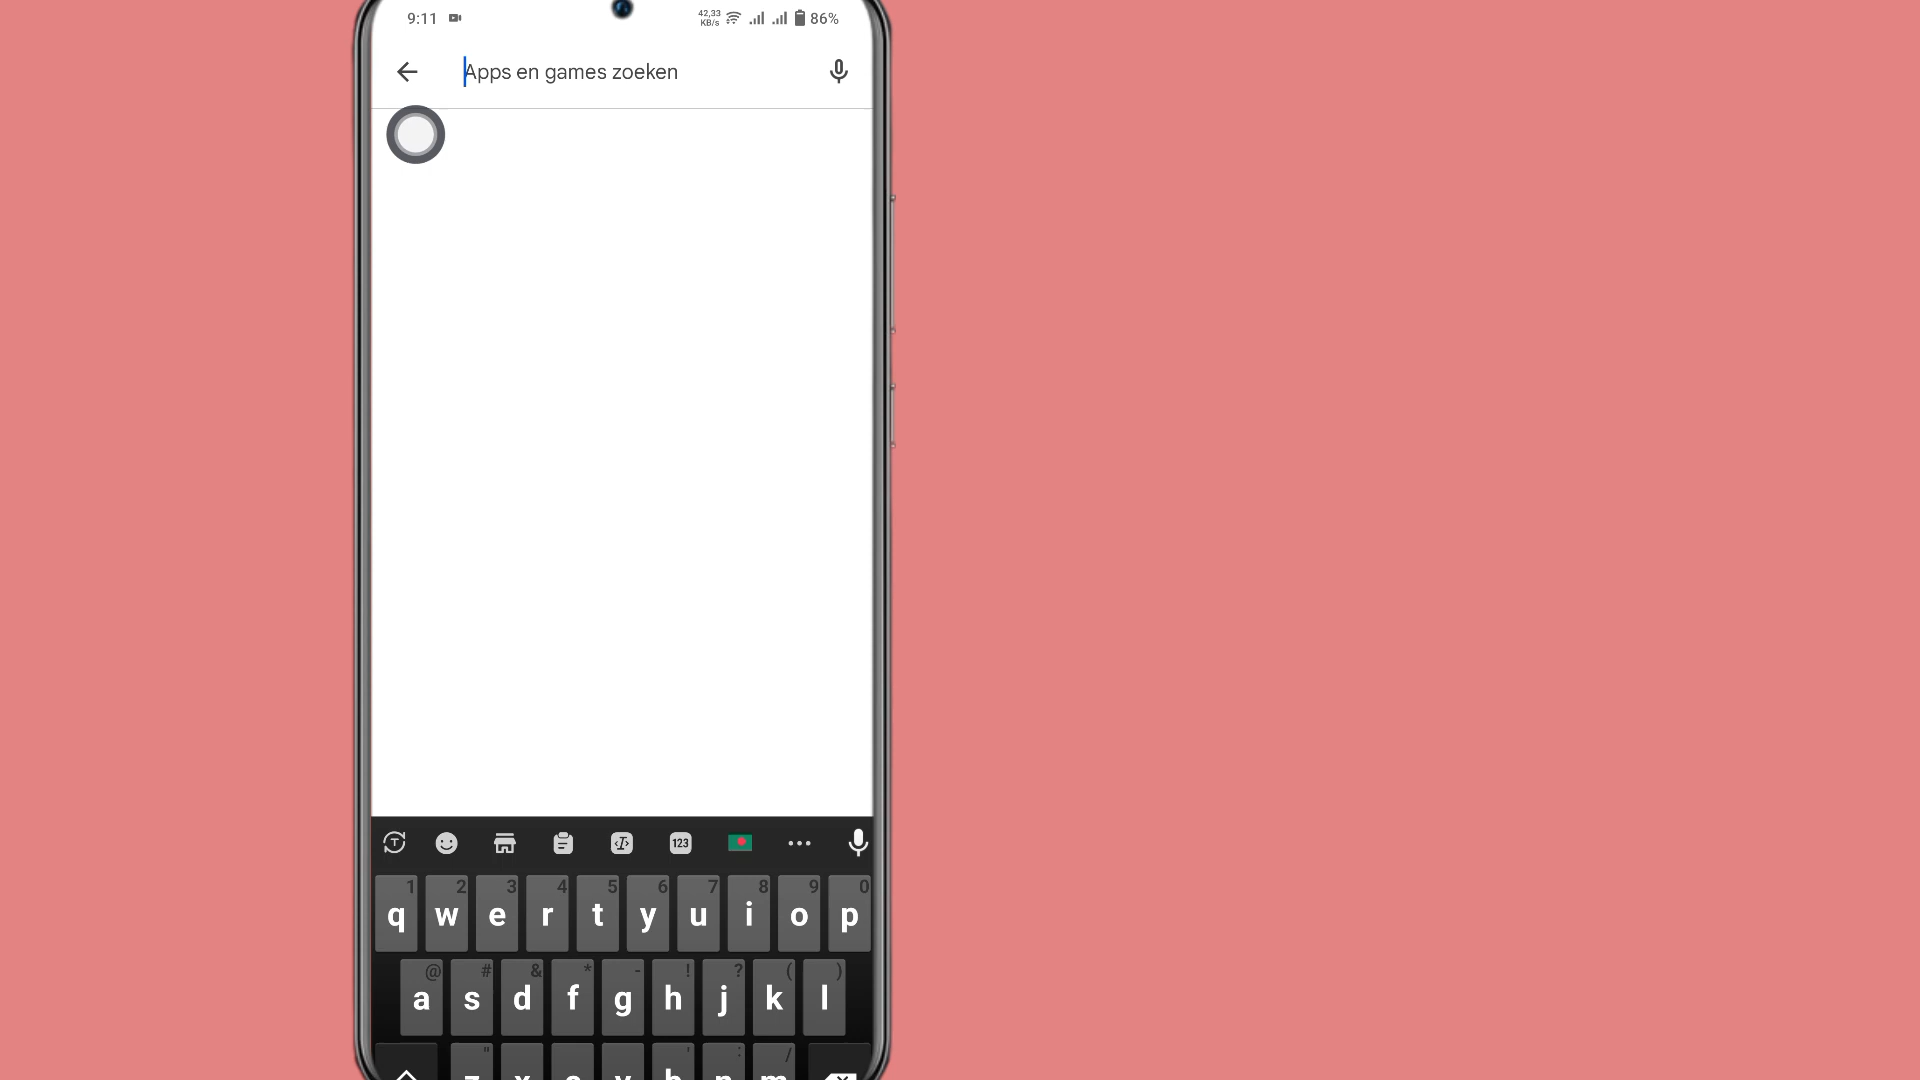 9:11 42,33 KB/s 86%
Apps en games zoeken
T I 123
1 2 3 4 5 6 7 8 9 0
q w e r t y u i o p
@ # & * - ! ? ( )
a s d f g h j k l
" ' : /
z x c v b n m